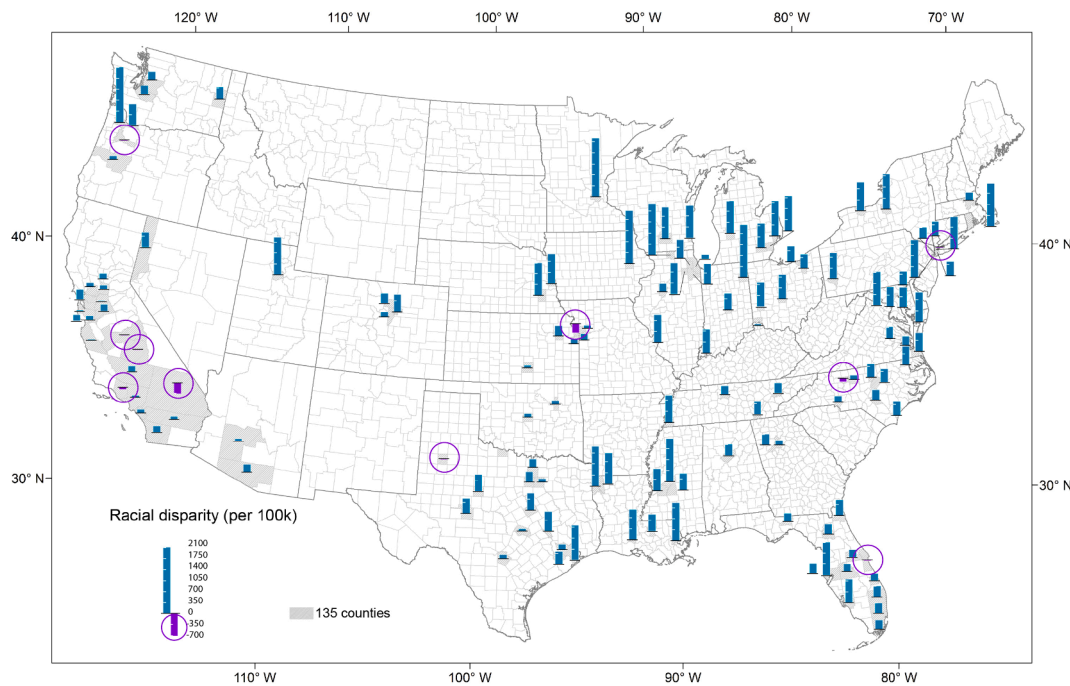 120° W 110° W 100° W 90° W 80° W 70° W
40° N 40° N
30° N 30° N
Racial disparity (per 100k)
2100
1750
1400
1050
700
350
0
350
-700
135 counties
110° W 100° W 90° W 80° W